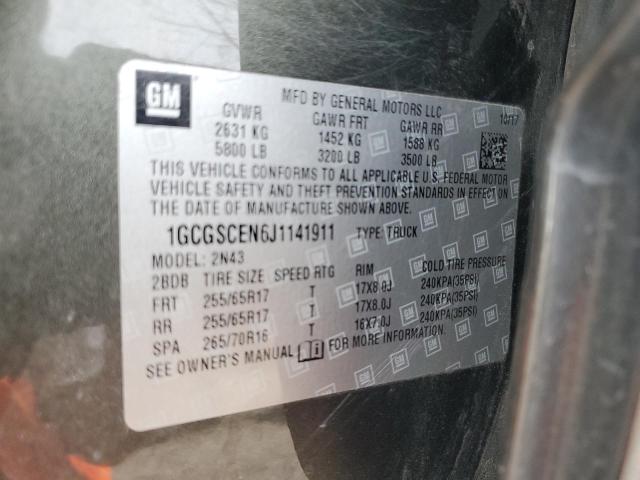 GM
MFD BY GENERAL MOTORS LLC
10/17
GVWR GAWR FRT GAWR RR
2631 KG 1452 KG 1588 KG
5800 LB 3200 LB 3500 LB
THIS VEHICLE CONFORMS TO ALL APPLICABLE U.S. FEDERAL MOTOR
VEHICLE SAFETY AND THEFT PREVENTION STANDARDS IN EFFECT ON
THE DATE OF MANUFACTURE SHOWN ABOVE.
1GCGSCEN6J1141911 TYPE: TRUCK
MODEL: 2N43
2BDB TIRE SIZE SPEED RTG RIM COLD TIRE PRESSURE
FRT 255/65R17 T 17X8.0J 240KPA(35PSI)
RR 255/65R17 T 17X8.0J 240KPA(35PSI)
SPA 265/70R16 T 16X7.0J 240KPA(35PSI)
SEE OWNER'S MANUAL FOR MORE INFORMATION.